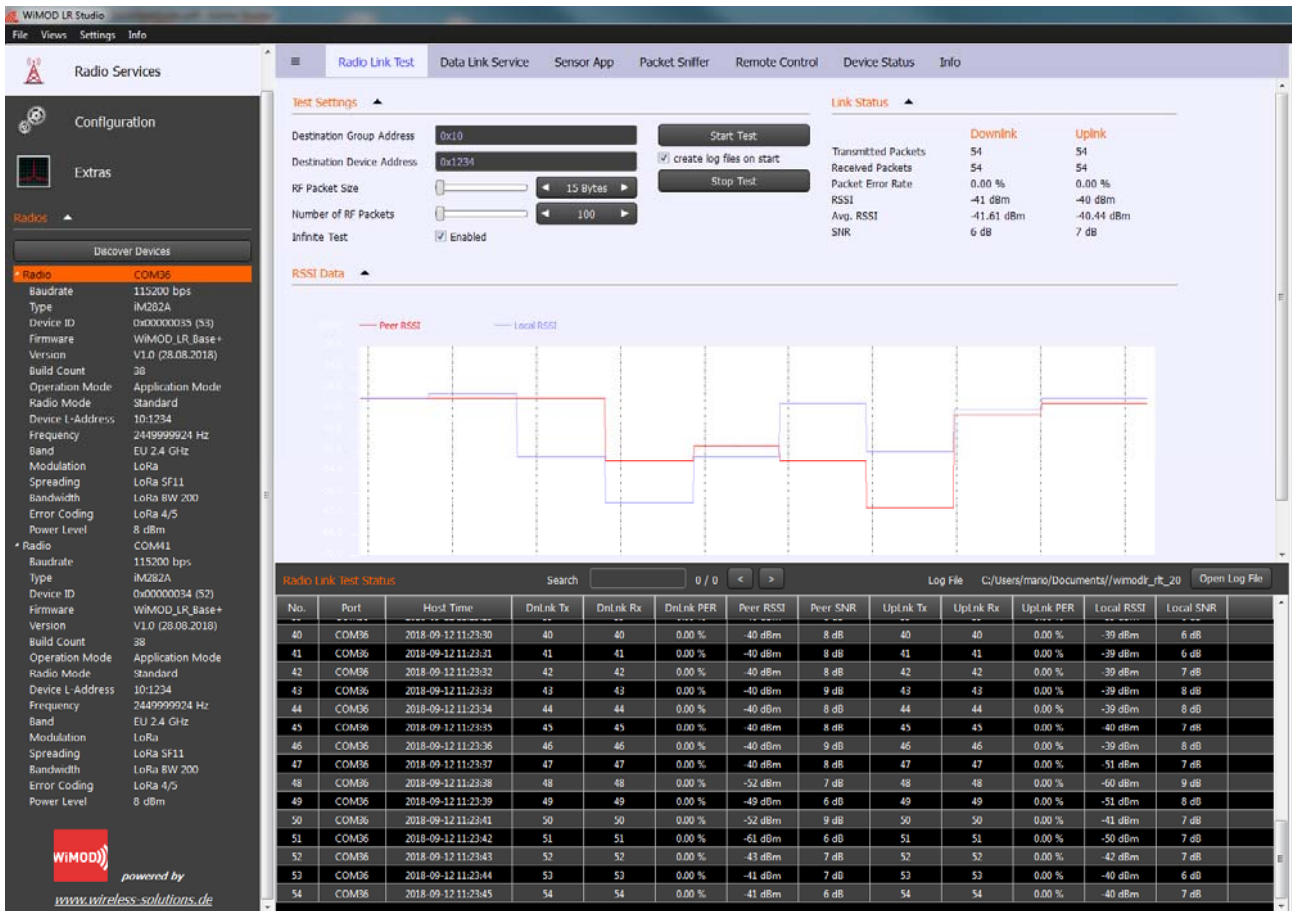 WiMOD LR Studio
File Views Settings Info
Radio Services
Configuration
Extras
Radios
Discover Devices
Radio COM36
Baudrate 115200 bps
Type iM282A
Device ID 0x00000035 (53)
Firmware WiMOD_LR_Base+
Version V1.0 (28.08.2018)
Build Count 38
Operation Mode Application Mode
Radio Mode Standard
Device L-Address 10:1234
Frequency 2449999924 Hz
Band EU 2.4 GHz
Modulation LoRa
Spreading LoRa SF11
Bandwidth LoRa BW 200
Error Coding LoRa 4/5
Power Level 8 dBm
Radio COM41
Baudrate 115200 bps
Type iM282A
Device ID 0x00000034 (52)
Firmware WiMOD_LR_Base+
Version V1.0 (28.08.2018)
Build Count 38
Operation Mode Application Mode
Radio Mode Standard
Device L-Address 10:1234
Frequency 2449999924 Hz
Band EU 2.4 GHz
Modulation LoRa
Spreading LoRa SF11
Bandwidth LoRa BW 200
Error Coding LoRa 4/5
Power Level 8 dBm
WiMOD
powered by
www.wireless-solutions.de
Radio Link Test Data Link Service Sensor App Packet Sniffer Remote Control Device Status Info
Test Settings
Destination Group Address 0x10 Start Test
Destination Device Address 0x1234 create log files on start
RF Packet Size 15 Bytes Stop Test
Number of RF Packets 100
Infinite Test Enabled
Link Status
Downlink Uplink
Transmitted Packets 54 54
Received Packets 54 54
Packet Error Rate 0.00 % 0.00 %
RSSI -41 dBm -40 dBm
Avg. RSSI -41.61 dBm -40.44 dBm
SNR 6 dB 7 dB
RSSI Data
Peer RSSI Local RSSI
Radio Link Test Status Search 0 / 0 < > Log File C:/Users/mario/Documents//wimodlr_rlt_20 Open Log File
No. Port Host Time DnLnk Tx DnLnk Rx DnLnk PER Peer RSSI Peer SNR UpLnk Tx UpLnk Rx UpLnk PER Local RSSI Local SNR
40 COM36 2018-09-12 11:23:30 40 40 0.00 % -40 dBm 8 dB 40 40 0.00 % -39 dBm 6 dB
41 COM36 2018-09-12 11:23:31 41 41 0.00 % -40 dBm 8 dB 41 41 0.00 % -39 dBm 6 dB
42 COM36 2018-09-12 11:23:32 42 42 0.00 % -40 dBm 8 dB 42 42 0.00 % -39 dBm 7 dB
43 COM36 2018-09-12 11:23:33 43 43 0.00 % -40 dBm 9 dB 43 43 0.00 % -39 dBm 8 dB
44 COM36 2018-09-12 11:23:34 44 44 0.00 % -40 dBm 8 dB 44 44 0.00 % -39 dBm 8 dB
45 COM36 2018-09-12 11:23:35 45 45 0.00 % -40 dBm 8 dB 45 45 0.00 % -40 dBm 7 dB
46 COM36 2018-09-12 11:23:36 46 46 0.00 % -40 dBm 9 dB 46 46 0.00 % -39 dBm 8 dB
47 COM36 2018-09-12 11:23:37 47 47 0.00 % -40 dBm 8 dB 47 47 0.00 % -51 dBm 7 dB
48 COM36 2018-09-12 11:23:38 48 48 0.00 % -52 dBm 7 dB 48 48 0.00 % -60 dBm 9 dB
49 COM36 2018-09-12 11:23:39 49 49 0.00 % -49 dBm 6 dB 49 49 0.00 % -51 dBm 8 dB
50 COM36 2018-09-12 11:23:41 50 50 0.00 % -52 dBm 9 dB 50 50 0.00 % -41 dBm 7 dB
51 COM36 2018-09-12 11:23:42 51 51 0.00 % -61 dBm 6 dB 51 51 0.00 % -50 dBm 7 dB
52 COM36 2018-09-12 11:23:43 52 52 0.00 % -43 dBm 7 dB 52 52 0.00 % -42 dBm 7 dB
53 COM36 2018-09-12 11:23:44 53 53 0.00 % -41 dBm 7 dB 53 53 0.00 % -40 dBm 6 dB
54 COM36 2018-09-12 11:23:45 54 54 0.00 % -41 dBm 6 dB 54 54 0.00 % -40 dBm 7 dB